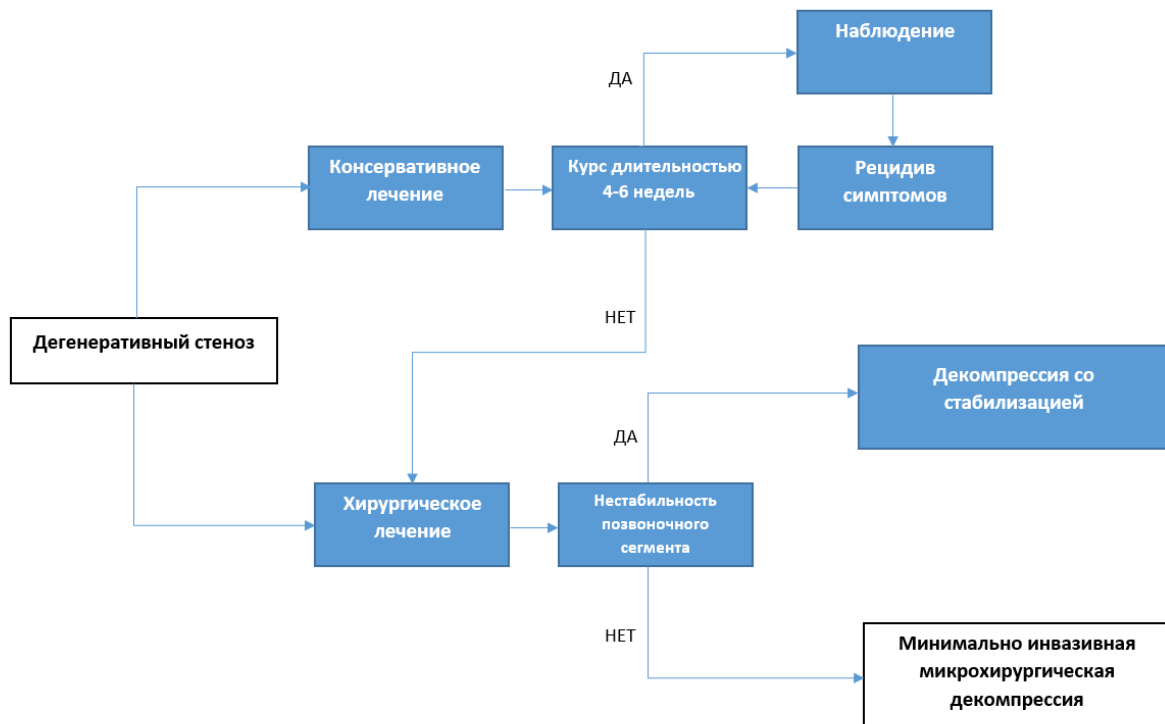 Наблюдение
ДА
Консервативное
лечение
Курс длительностью
4-6 недель
Рецидив
симптомов
НЕТ
Дегенеративный стеноз
Декомпрессия со
стабилизацией
ДА
Хирургическое
лечение
Нестабильность
позвоночного
сегмента
НЕТ
Минимально инвазивная
микрохирургическая
декомпрессия